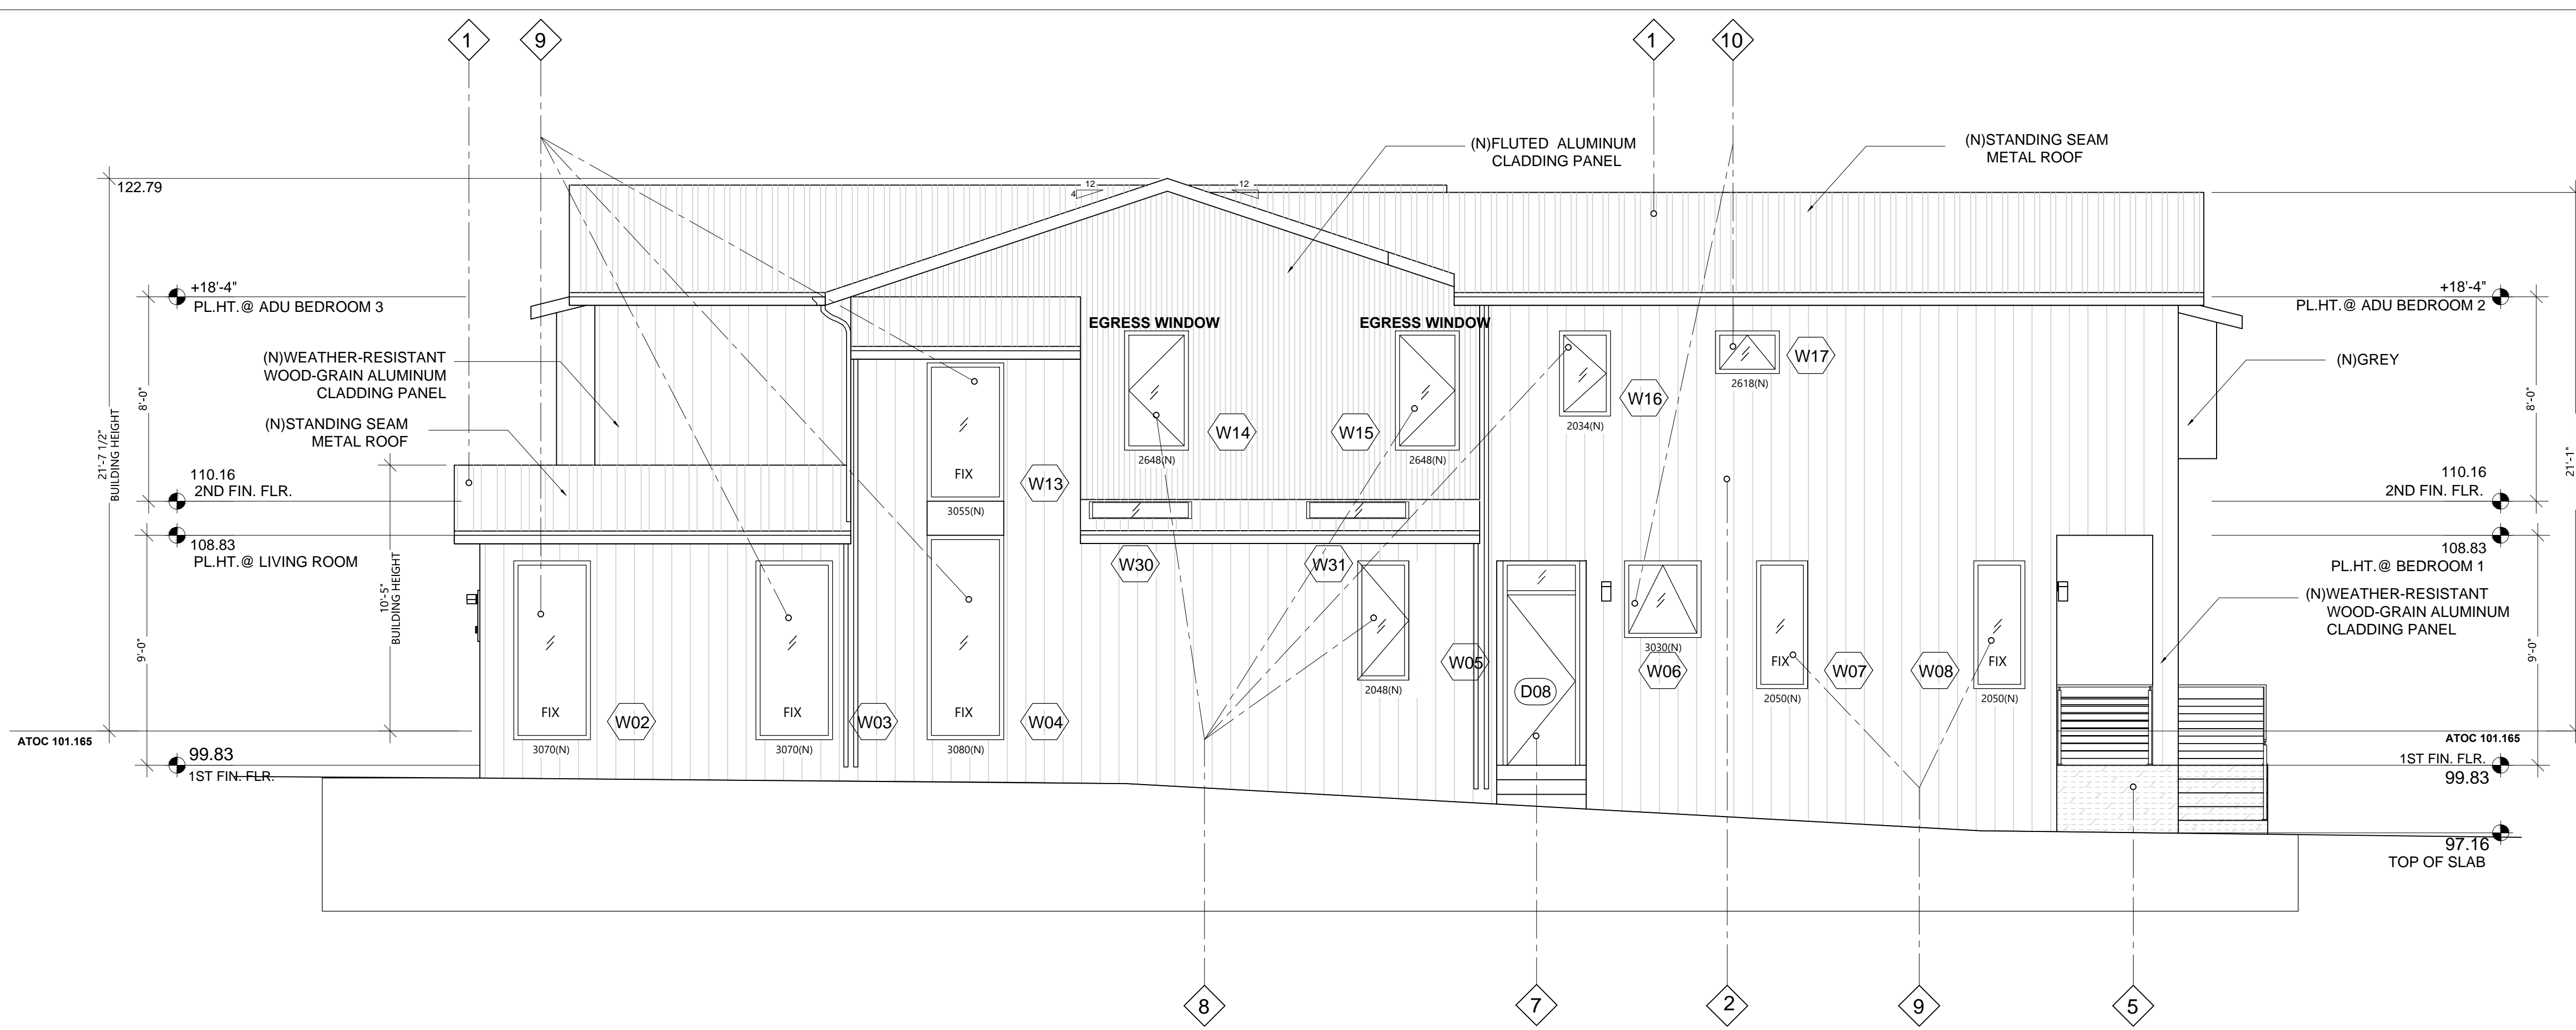 1
9
1
10
(N)FLUTED ALUMINUM
CLADDING PANEL
(N)STANDING SEAM
METAL ROOF
122.79
12
4
12
+18'-4"
PL.HT.@ ADU BEDROOM 3
+18'-4"
PL.HT.@ ADU BEDROOM 2
EGRESS WINDOW
EGRESS WINDOW
(N)WEATHER-RESISTANT
WOOD-GRAIN ALUMINUM
CLADDING PANEL
(N)GREY
W17
2618(N)
W16
2034(N)
8'-0"
8'-0"
(N)STANDING SEAM
METAL ROOF
W14
W15
2648(N)
2648(N)
21'-7 1/2"
BUILDING HEIGHT
21'-1"
FIX
W13
3055(N)
110.16
2ND FIN. FLR.
110.16
2ND FIN. FLR.
108.83
PL.HT.@ LIVING ROOM
108.83
PL.HT.@ BEDROOM 1
W30
W31
10'-5"
BUILDING HEIGHT
(N)WEATHER-RESISTANT
WOOD-GRAIN ALUMINUM
CLADDING PANEL
9'-0"
9'-0"
3030(N)
W05
W06
FIX
W07
W08
FIX
2048(N)
D08
2050(N)
2050(N)
FIX
W02
FIX
W03
FIX
W04
3070(N)
3070(N)
3080(N)
ATOC 101.165
ATOC 101.165
99.83
1ST FIN. FLR.
1ST FIN. FLR.
99.83
97.16
TOP OF SLAB
8
7
2
9
5